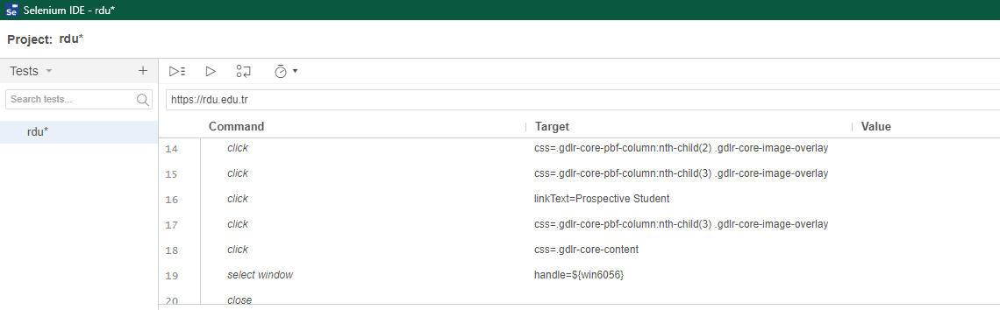 Se Selenium IDE - rdu*
Project: rdu*
Tests
Search tests...
rdu*
https://rdu.edu.tr
Command Target Value
14 click css=.gdlr-core-pbf-column:nth-child(2) .gdlr-core-image-overlay
15 click css=.gdlr-core-pbf-column:nth-child(3) .gdlr-core-image-overlay
16 click linkText=Prospective Student
17 click css=.gdlr-core-pbf-column:nth-child(3) .gdlr-core-image-overlay
18 click css=.gdlr-core-content
19 select window handle=${win6056}
20 close